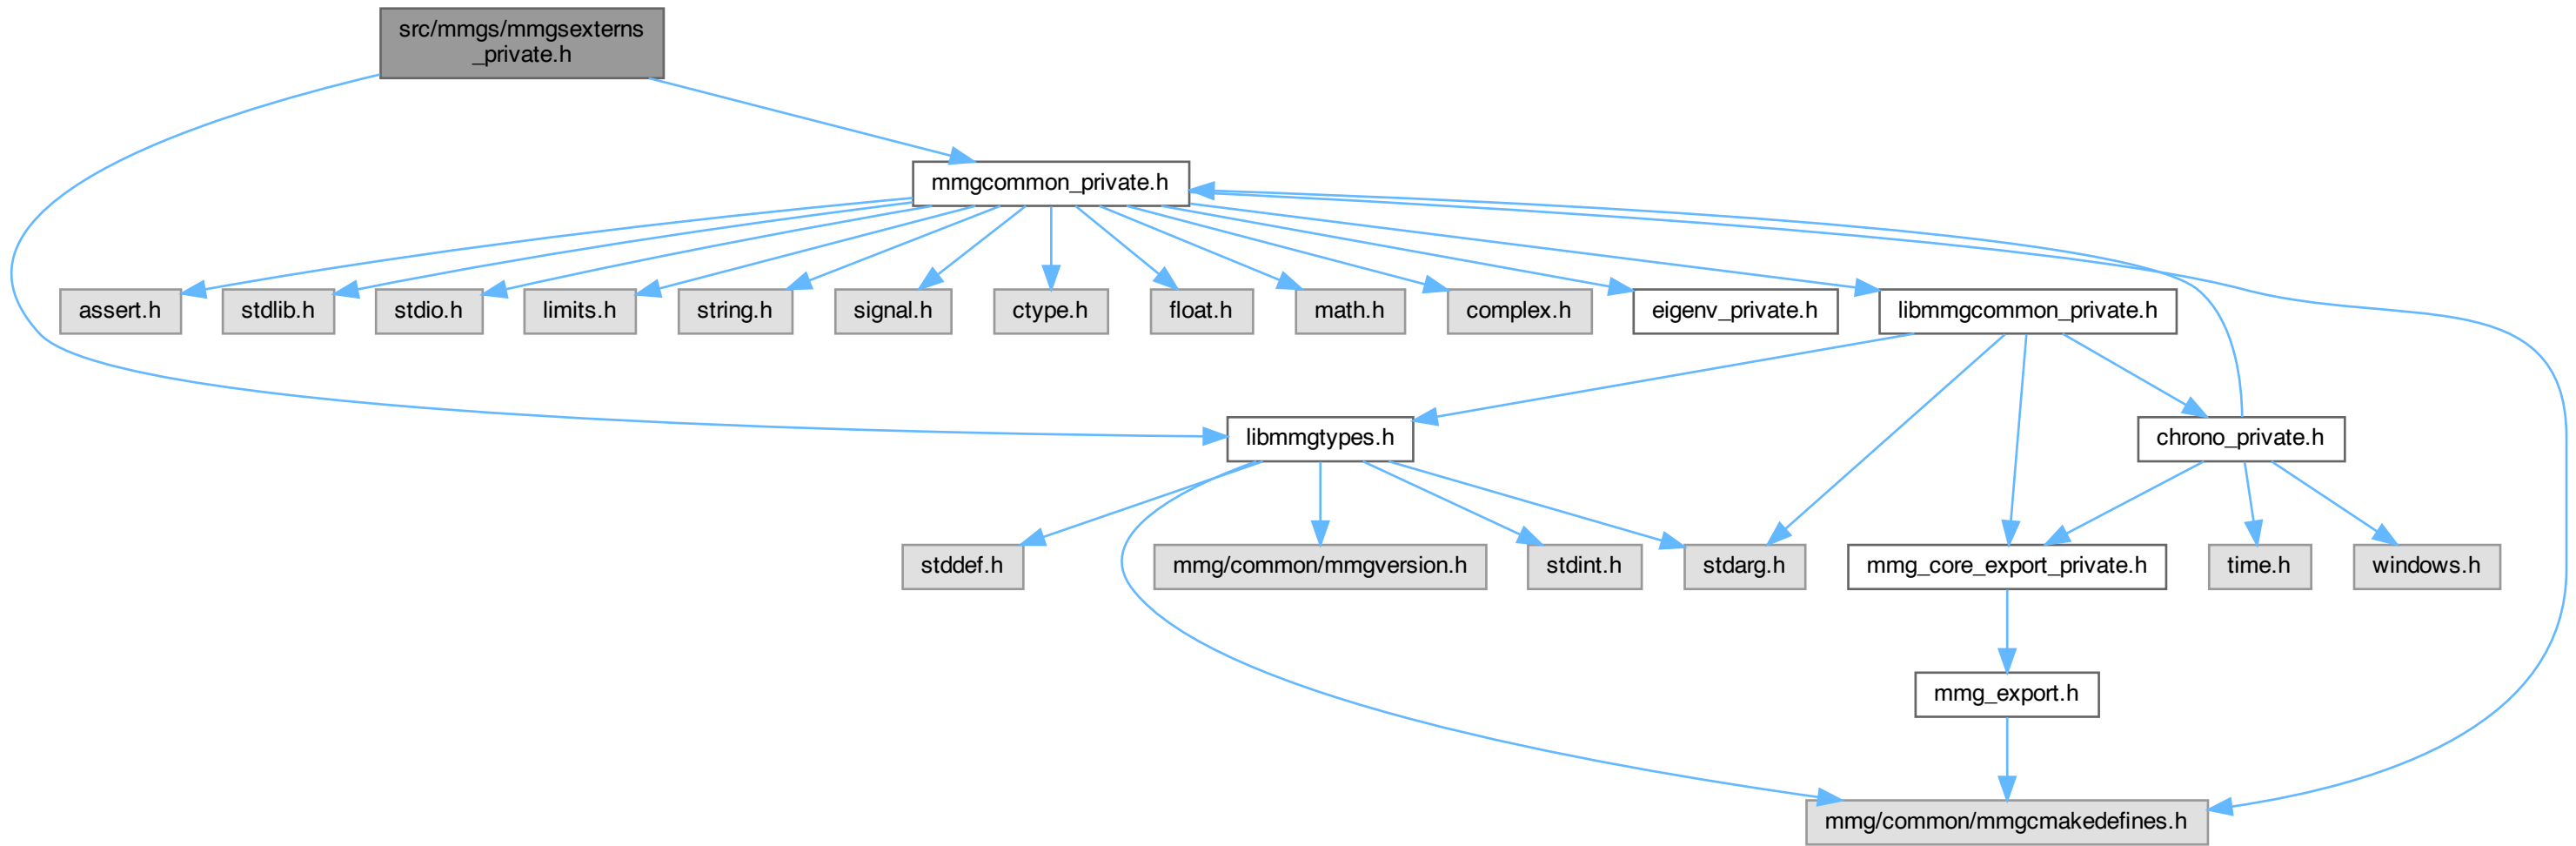 src/mmgs/mmgsexterns
_private.h
mmgcommon_private.h
assert.h
stdlib.h
stdio.h
limits.h
string.h
signal.h
ctype.h
float.h
math.h
complex.h
eigenv_private.h
libmmgcommon_private.h
libmmgtypes.h
chrono_private.h
stddef.h
mmg/common/mmgversion.h
stdint.h
stdarg.h
mmg_core_export_private.h
time.h
windows.h
mmg_export.h
mmg/common/mmgcmakedefines.h